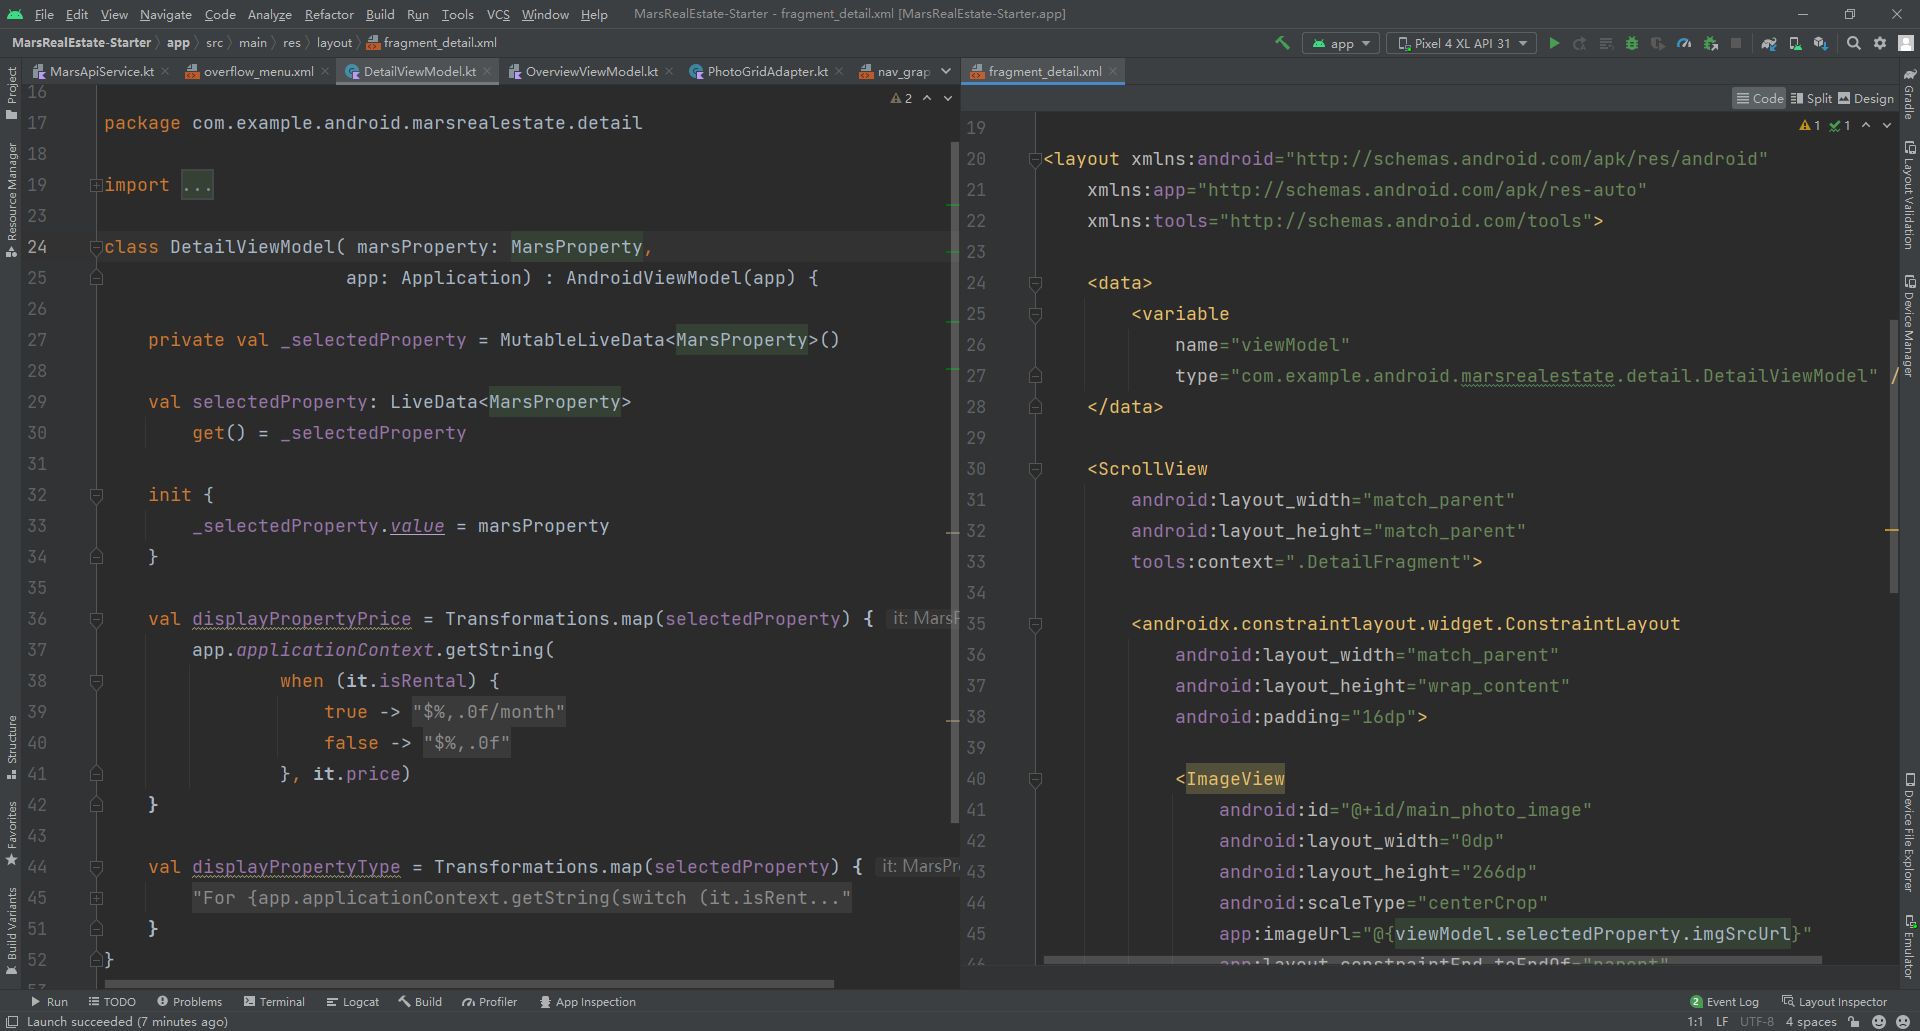 File Edit View Navigate Code Analyze Refactor Build Run Tools VCS Window Help MarsRealEstate-Starter - fragment_detail.xml [MarsRealEstate-Starter.app]
MarsRealEstate-Starter app src main res layout fragment_detail.xml app Pixel 4 XL API 31
MarsApiService.kt overflow_menu.xml DetailViewModel.kt OverviewViewModel.kt PhotoGridAdapter.kt nav_grap fragment_detail.xml
Code Split Design
Project
Resource Manager
Structure
Favorites
Build Variants
2
16
17 package com.example.android.marsrealestate.detail
18
19 import ...
23
24 class DetailViewModel( marsProperty: MarsProperty,
25 app: Application) : AndroidViewModel(app) {
26
27 private val _selectedProperty = MutableLiveData<MarsProperty>()
28
29 val selectedProperty: LiveData<MarsProperty>
30 get() = _selectedProperty
31
32 init {
33 _selectedProperty.value = marsProperty
34 }
35
36 val displayPropertyPrice = Transformations.map(selectedProperty) { it: MarsP
37 app.applicationContext.getString(
38 when (it.isRental) {
39 true -> "$%,.0f/month"
40 false -> "$%,.0f"
41 }, it.price)
42 }
43
44 val displayPropertyType = Transformations.map(selectedProperty) { it: MarsPr
45 "For {app.applicationContext.getString(switch (it.isRent..."
51 }
52 }
53
1 1
19
20 <layout xmlns:android="http://schemas.android.com/apk/res/android"
21 xmlns:app="http://schemas.android.com/apk/res-auto"
22 xmlns:tools="http://schemas.android.com/tools">
23
24 <data>
25 <variable
26 name="viewModel"
27 type="com.example.android.marsrealestate.detail.DetailViewModel" /
28 </data>
29
30 <ScrollView
31 android:layout_width="match_parent"
32 android:layout_height="match_parent"
33 tools:context=".DetailFragment">
34
35 <androidx.constraintlayout.widget.ConstraintLayout
36 android:layout_width="match_parent"
37 android:layout_height="wrap_content"
38 android:padding="16dp">
39
40 <ImageView
41 android:id="@+id/main_photo_image"
42 android:layout_width="0dp"
43 android:layout_height="266dp"
44 android:scaleType="centerCrop"
45 app:imageUrl="@{viewModel.selectedProperty.imgSrcUrl}"
46 app:layout_constraintEnd_toEndOf="parent"
Gradle
Layout Validation
Device Manager
Device File Explorer
Emulator
Run TODO Problems Terminal Logcat Build Profiler App Inspection 2 Event Log Layout Inspector
Launch succeeded (7 minutes ago) 1:1 LF UTF-8 4 spaces